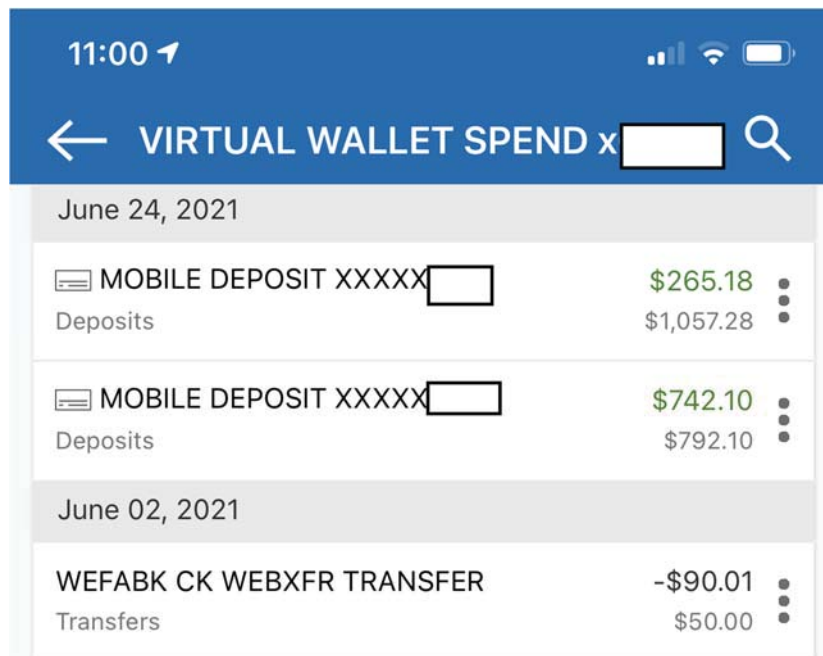 11:00
VIRTUAL WALLET SPEND x
June 24, 2021
MOBILE DEPOSIT XXXXX $265.18
Deposits $1,057.28
MOBILE DEPOSIT XXXXX $742.10
Deposits $792.10
June 02, 2021
WEFABK CK WEBXFR TRANSFER -$90.01
Transfers $50.00